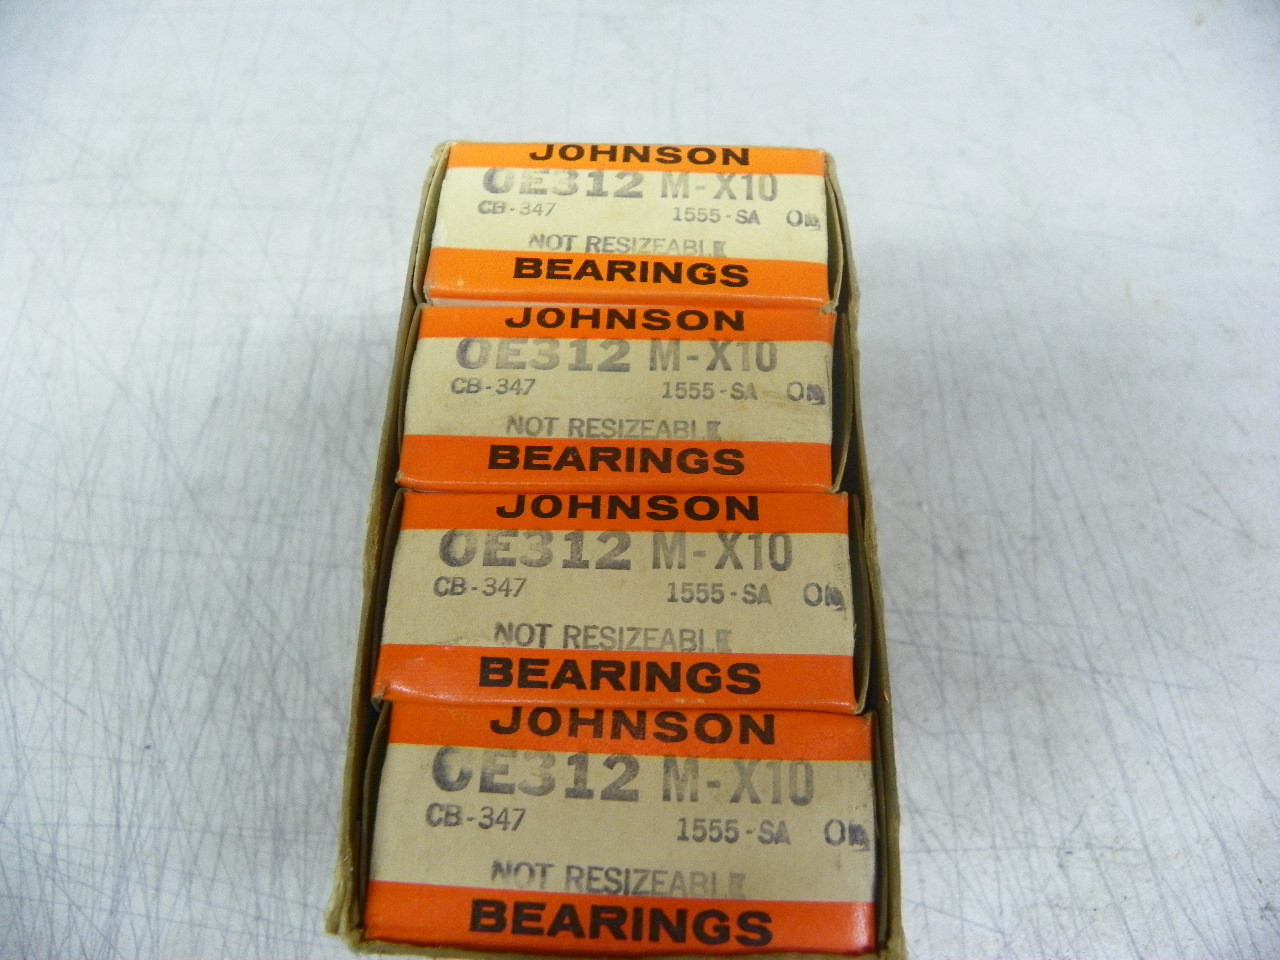 JOHNSON
OE312 M-X10
CB-347 1555-SA
NOT RESIZEABLE
BEARINGS
JOHNSON
OE312 M-X10
CB-347 1555-SA
NOT RESIZEABLE
BEARINGS
JOHNSON
OE312 M-X10
CB-347 1555-SA
NOT RESIZEABLE
BEARINGS
JOHNSON
OE312 M-X10
CB-347 1555-SA
NOT RESIZEABLE
BEARINGS